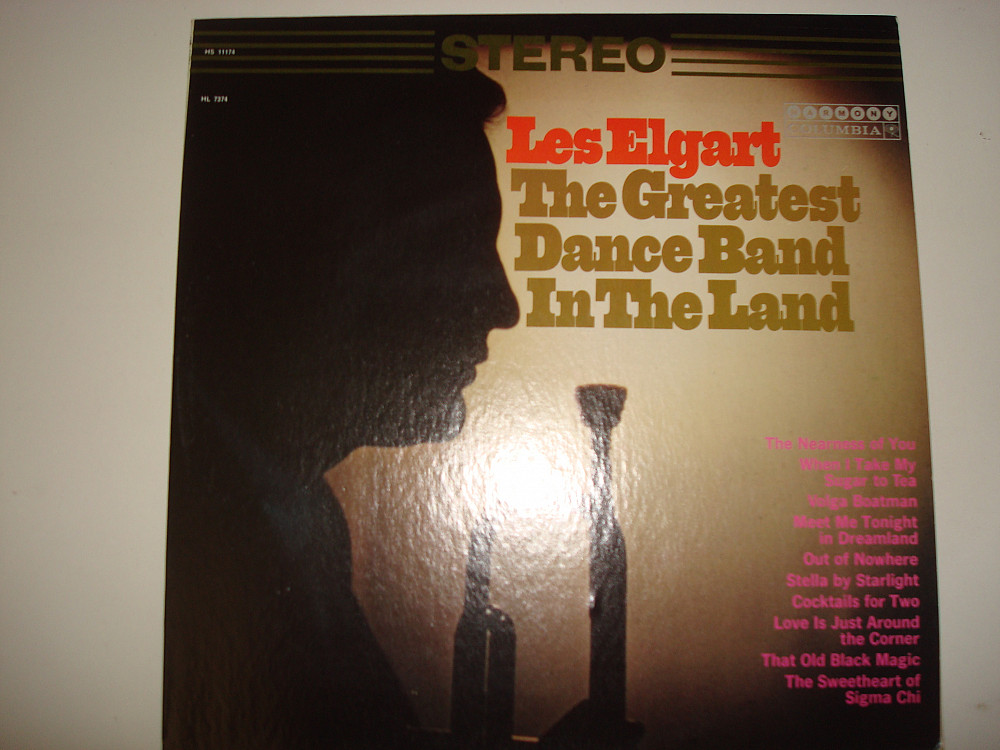 HS 11174
STEREO
HL 7374
HARMONY
COLUMBIA
Les Elgart
The Greatest
Dance Band
In The Land
The Nearness of You
When I Take My
Sugar to Tea
Volga Boatman
Meet Me Tonight
in Dreamland
Out of Nowhere
Stella by Starlight
Cocktails for Two
Love Is Just Around
the Corner
That Old Black Magic
The Sweetheart of
Sigma Chi